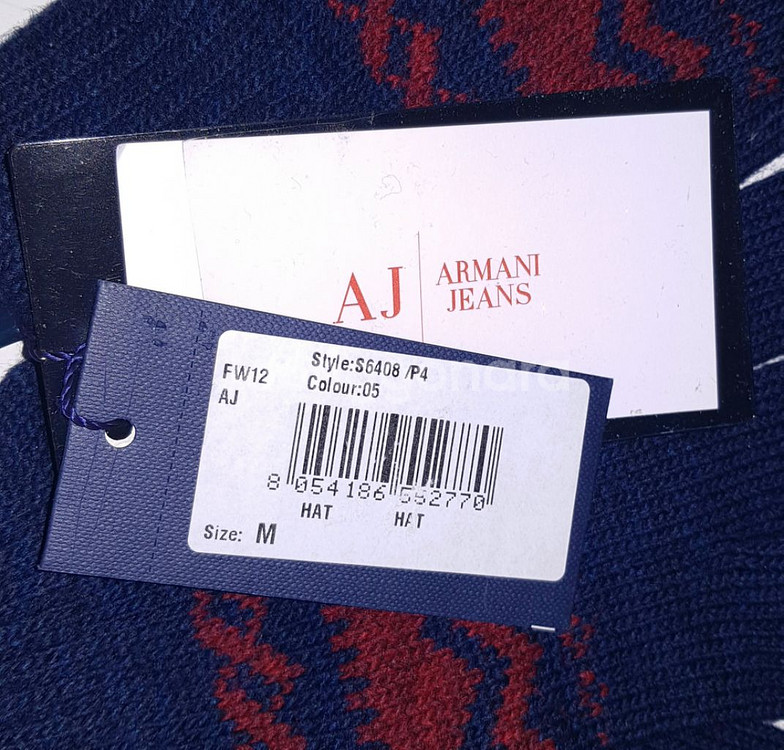 AJ
ARMANI
JEANS
FW12
AJ
Style:S6408 /P4
Colour:05
8 054186 552770
HAT HAT
Size: M